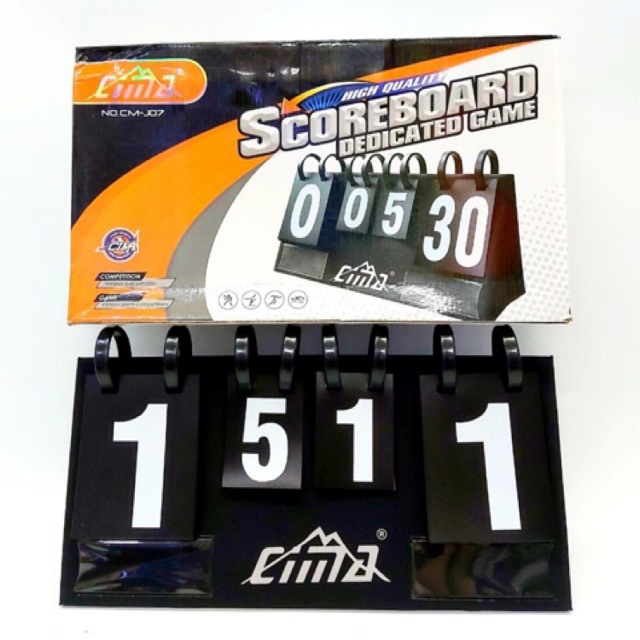 cima®
NO.CM-J07
HIGH QUALITY
SCOREBOARD
DEDICATED GAME
0 0 5 30
cima®
CIMA
COMPETITION
GAME
1 5 1 1
cima®